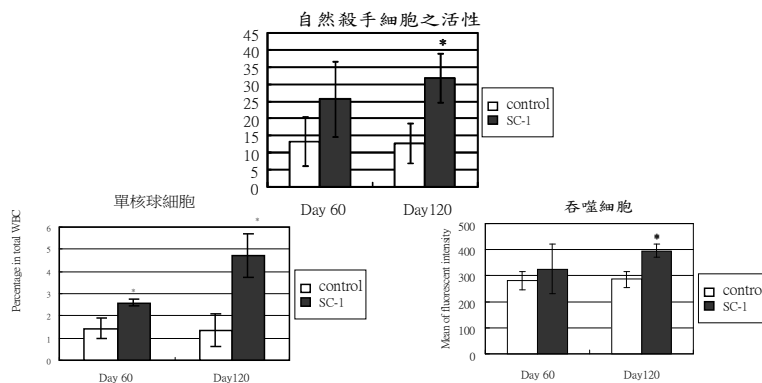 自然殺手細胞之活性
45
40
35
30
25
20
15
10
5
0
*
control
SC-1
Day 60
Day120
單核球細胞
Percentage in total WBC
6
5
4
3
2
1
0
*
*
control
SC-1
Day 60
Day120
吞噬細胞
Mean of fluorescent intensity
500
400
300
200
100
0
*
control
SC-1
Day 60
Day120